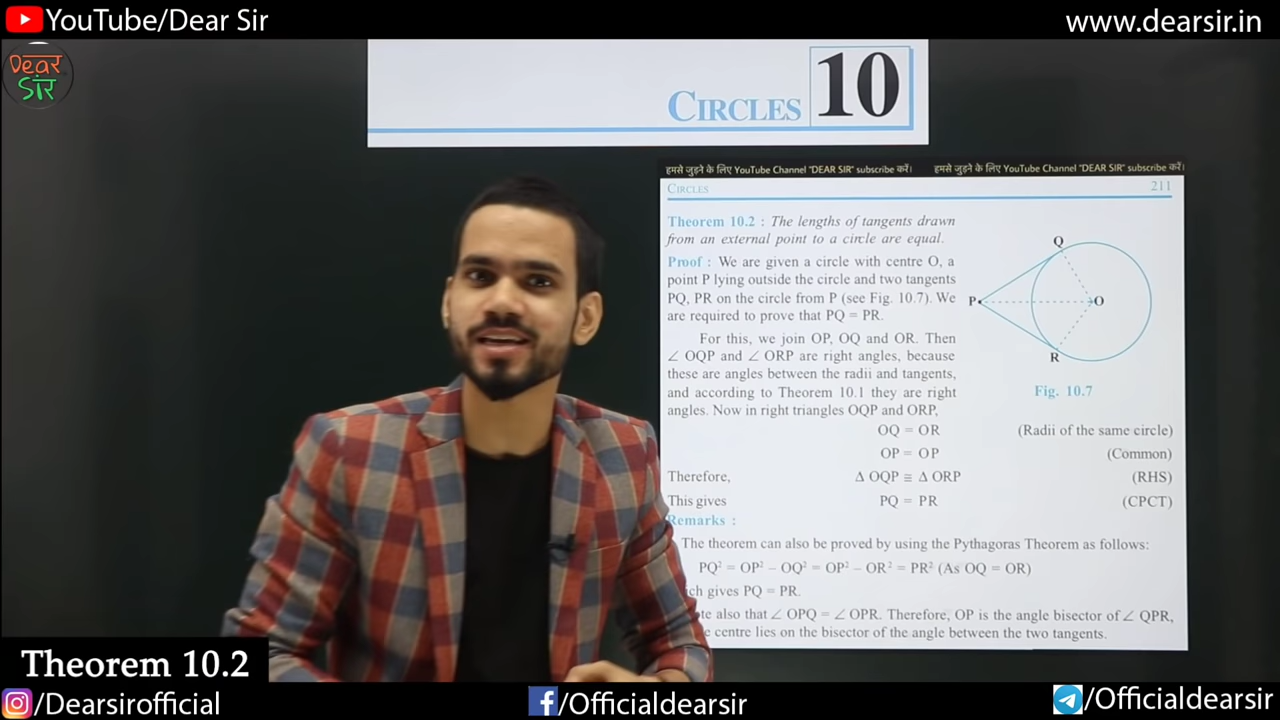 YouTube/Dear Sir
www.dearsir.in
Dear
सर
CIRCLES 10
हमसे जुड़ने के लिए YouTube Channel "DEAR SIR" subscribe करें। हमसे जुड़ने के लिए YouTube Channel "DEAR SIR" subscribe करें।
CIRCLES 211
Theorem 10.2 : The lengths of tangents drawn
from an external point to a circle are equal.
Proof : We are given a circle with centre O, a
point P lying outside the circle and two tangents
PQ, PR on the circle from P (see Fig. 10.7). We
are required to prove that PQ = PR.
For this, we join OP, OQ and OR. Then
∠ OQP and ∠ ORP are right angles, because
these are angles between the radii and tangents,
and according to Theorem 10.1 they are right
angles. Now in right triangles OQP and ORP,
Q
P
O
R
Fig. 10.7
OQ = OR (Radii of the same circle)
OP = OP (Common)
Therefore, Δ OQP ≅ Δ ORP (RHS)
This gives PQ = PR (CPCT)
Remarks :
The theorem can also be proved by using the Pythagoras Theorem as follows:
PQ² = OP² – OQ² = OP² – OR² = PR² (As OQ = OR)
gives PQ = PR.
also that ∠ OPQ = ∠ OPR. Therefore, OP is the angle bisector of ∠ QPR,
centre lies on the bisector of the angle between the two tangents.
Theorem 10.2
/Dearsirofficial
/Officialdearsir
/Officialdearsir